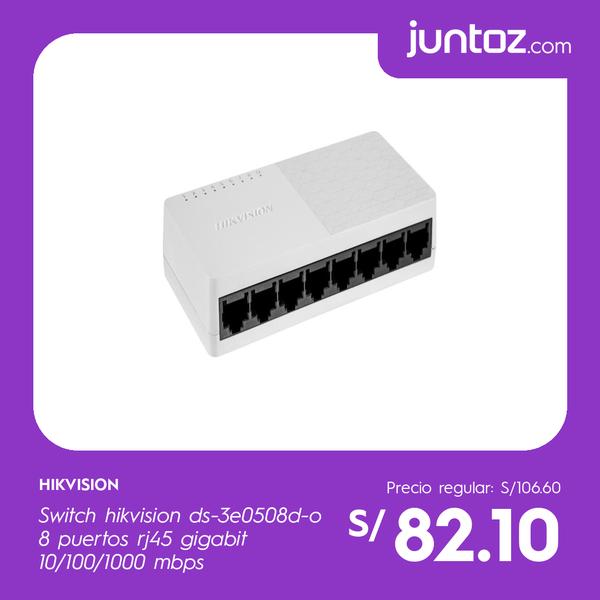 juntoz.com
HIKVISION
HIKVISION
Precio regular: S/106.60
Switch hikvision ds-3e0508d-o
8 puertos rj45 gigabit
10/100/1000 mbps
S/82.10